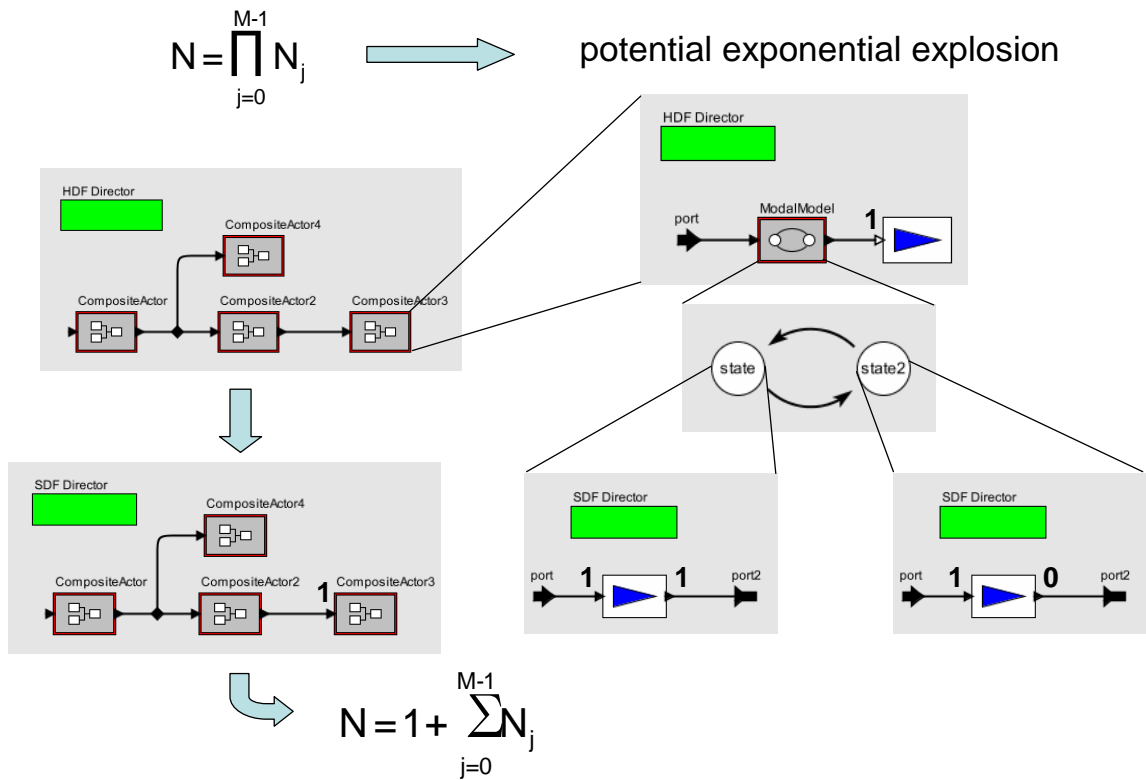 M-1
N = ∏ N_j
j=0
potential exponential explosion
HDF Director
CompositeActor4
CompositeActor
CompositeActor2
CompositeActor3
HDF Director
port
ModalModel
1
state
state2
SDF Director
CompositeActor4
CompositeActor
CompositeActor2
1
CompositeActor3
SDF Director
port
1
1
port2
SDF Director
port
1
0
port2
M-1
N = 1 + ∑ N_j
j=0